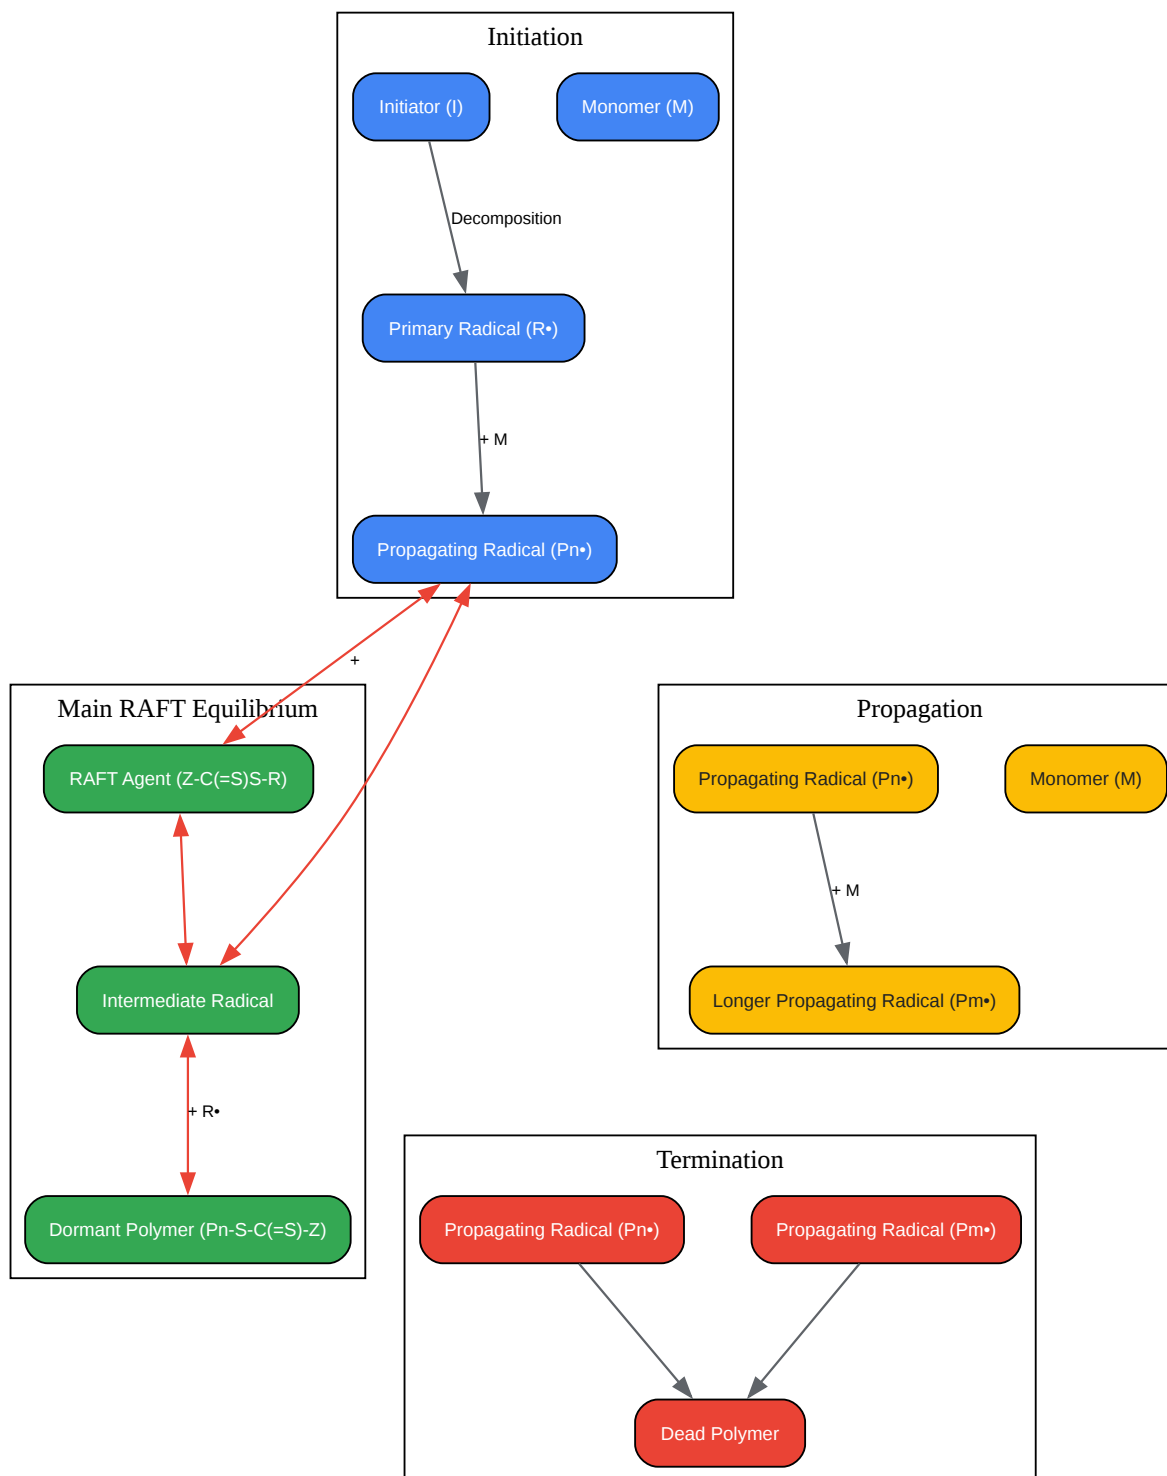 Initiation
Initiator (I)
Monomer (M)
Decomposition
Primary Radical (R•)
+ M
Propagating Radical (Pn•)
+
Main RAFT Equilibrium
RAFT Agent (Z-C(=S)S-R)
Intermediate Radical
+ R•
Dormant Polymer (Pn-S-C(=S)-Z)
Propagation
Propagating Radical (Pn•)
Monomer (M)
+ M
Longer Propagating Radical (Pm•)
Termination
Propagating Radical (Pn•)
Propagating Radical (Pm•)
Dead Polymer